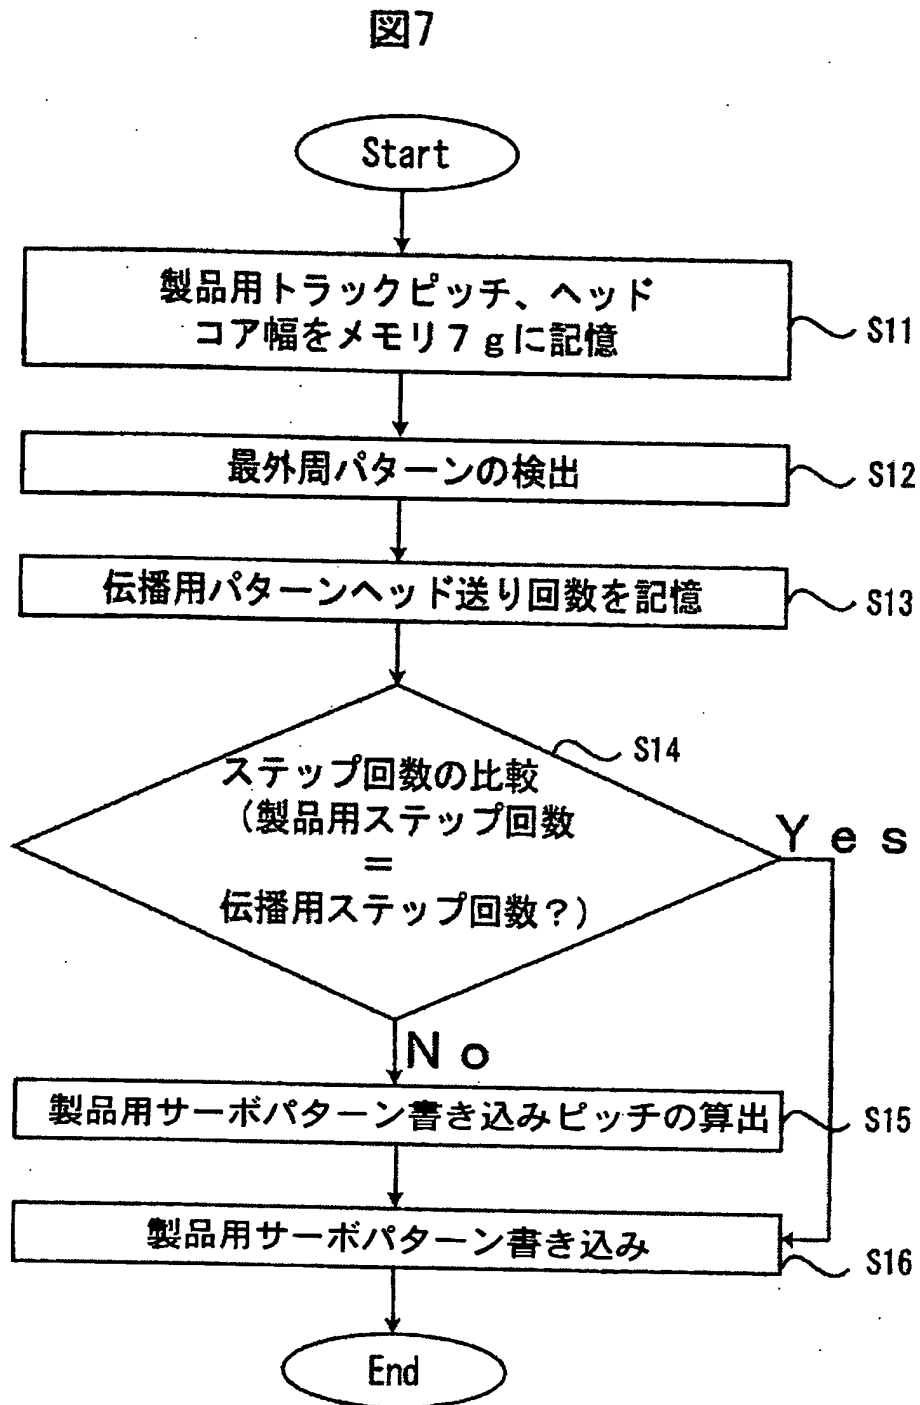 図7
Start
製品用トラックピッチ、ヘッド
コア幅をメモリ７ｇに記憶
S11
最外周パターンの検出
S12
伝播用パターンヘッド送り回数を記憶
S13
S14
ステップ回数の比較
（製品用ステップ回数
＝
伝播用ステップ回数？）
Ｙｅｓ
Ｎｏ
製品用サーボパターン書き込みピッチの算出
S15
製品用サーボパターン書き込み
S16
End